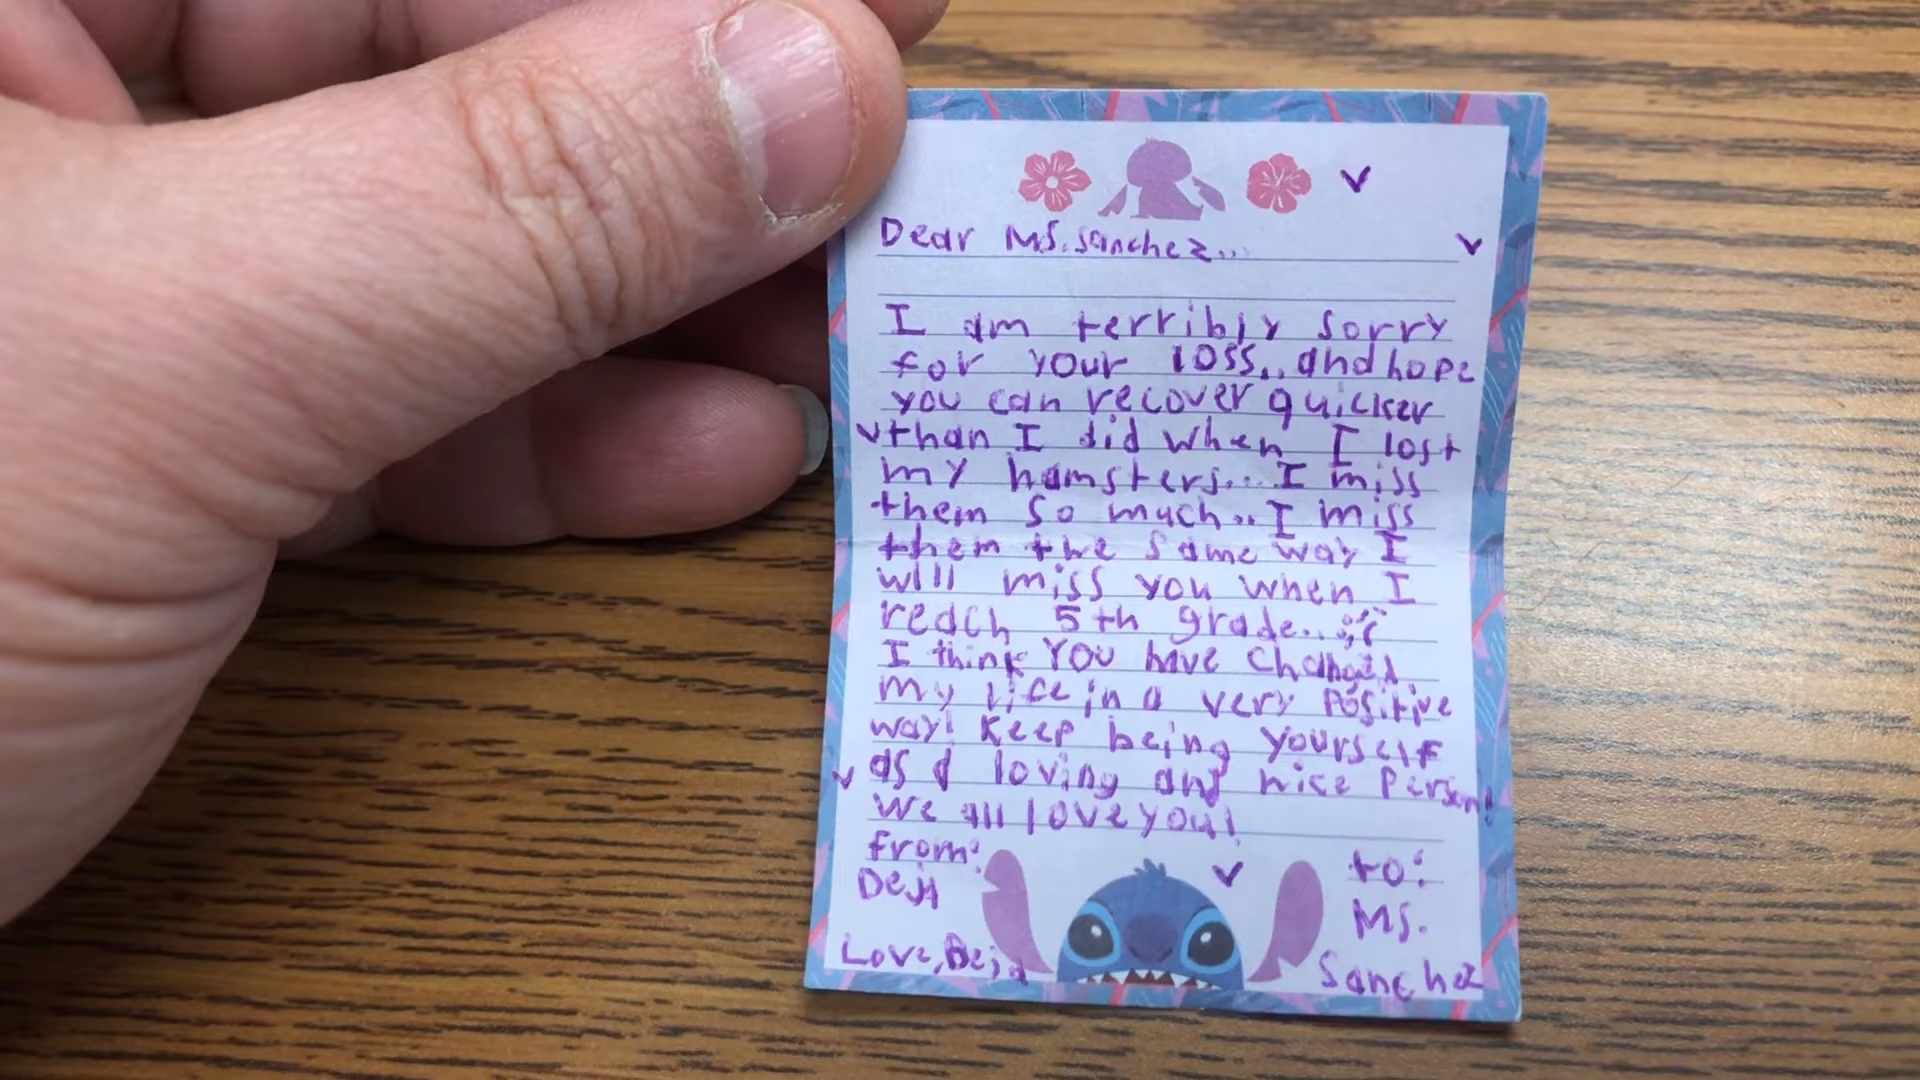 Dear Ms. Sanchez...
I am terribly sorry
for your loss.. and hope
you can recover quicker
than I did when I lost
my hamsters... I miss
them so much.. I miss
them the same way I
will miss you when I
reach 5th grade...
I think You have changed
my life in a very Positive
way! Keep being Yourself
as a loving and nice Person!
We all love you!
from:
Deja
Love, Deja
to:
Ms.
Sanchez